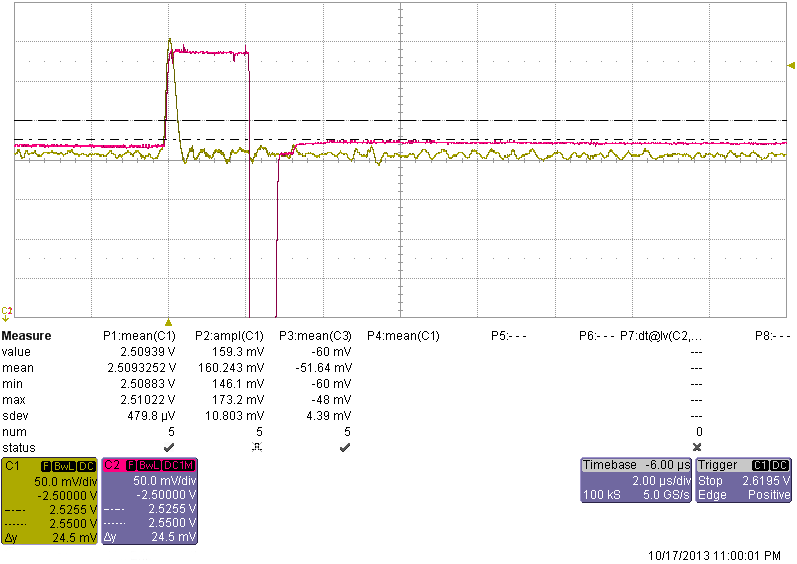 C2
Measure P1:mean(C1) P2:ampl(C1) P3:mean(C3) P4:mean(C1) P5:- - - P6:- - - P7:dt@lv(C2,... P8:- - -
value 2.50939 V 159.3 mV -60 mV ---
mean 2.5093252 V 160.243 mV -51.64 mV ---
min 2.50883 V 146.1 mV -60 mV ---
max 2.51022 V 173.2 mV -48 mV ---
sdev 479.8 µV 10.803 mV 4.39 mV ---
num 5 5 5 0
status
C1 F BwL DC
50.0 mV/div
-2.50000 V
2.5255 V
2.5500 V
Δy 24.5 mV
C2 F BwL DC1M
50.0 mV/div
-2.50000 V
2.5255 V
2.5500 V
Δy 24.5 mV
Timebase -6.00 µs
2.00 µs/div
100 kS 5.0 GS/s
Trigger C1 DC
Stop 2.6195 V
Edge Positive
10/17/2013 11:00:01 PM